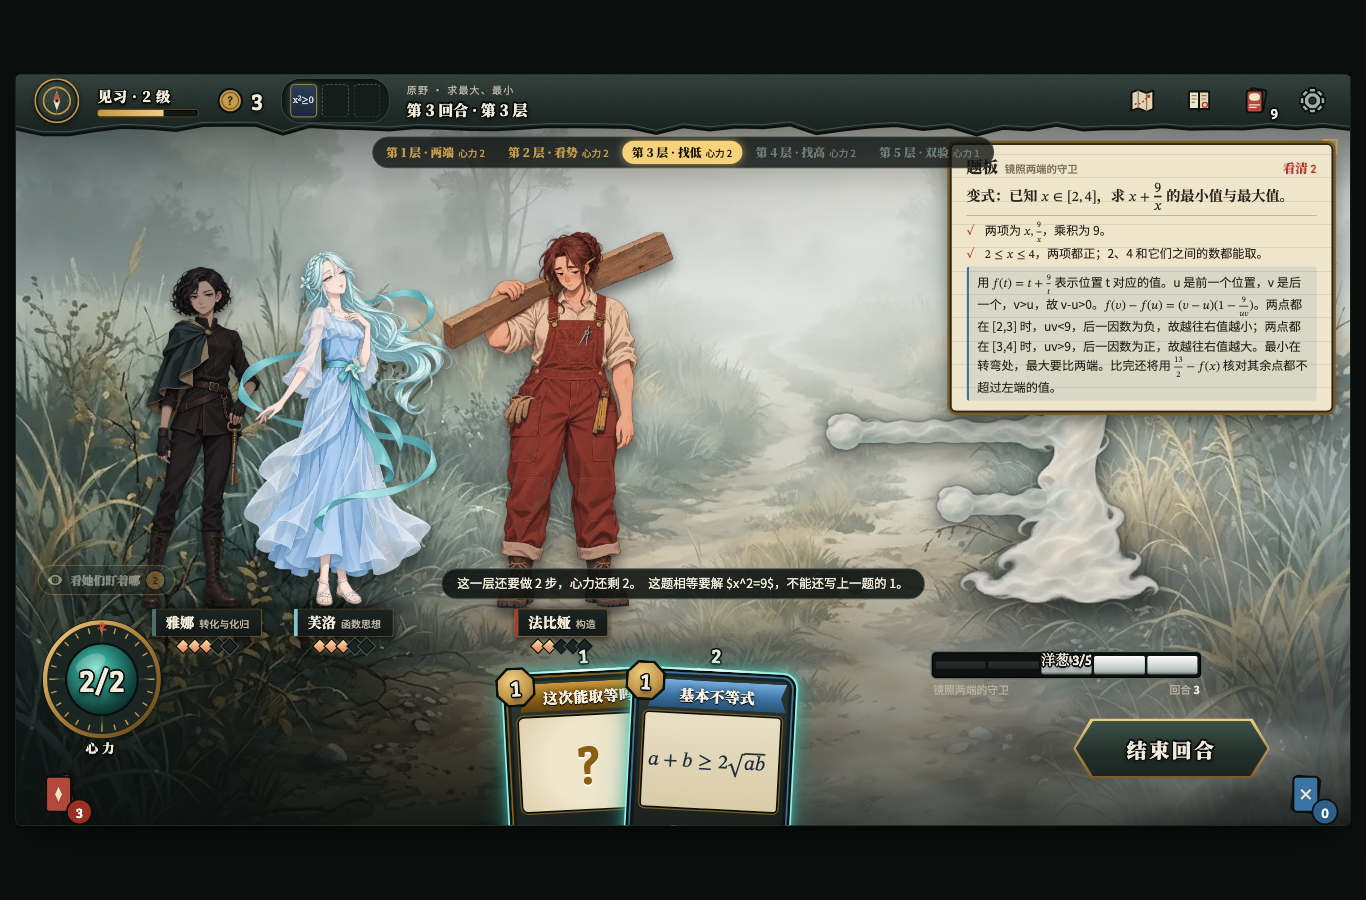 见习·2 级
3
x²≥0
原野 · 求最大、最小
第 3 回合 · 第 3 层
9
第 1 层 · 两端 心力 2
第 2 层 · 看势 心力 2
第 3 层 · 找低 心力 2
第 4 层 · 找高 心力 2
第 5 层 · 双验 心力 1
题板 镜照两端的守卫
看清 2
变式：已知 x ∈ [2, 4]，求 x + 9/x 的最小值与最大值。
√ 两项为 x, 9/x，乘积为 9。
√ 2 ≤ x ≤ 4，两项都正；2、4 和它们之间的数都能取。
用 f(t) = t + 9/t 表示位置 t 对应的值。u 是前一个位置，v 是后
一个，v>u，故 v-u>0。f(v) − f(u) = (v − u)(1 − 9/uv)。两点都
在 [2,3] 时，uv<9，后一因数为负，故越往右值越小；两点都
在 [3,4] 时，uv>9，后一因数为正，故越往右值越大。最小在
转弯处，最大要比两端。比完还将用 13/2 − f(x) 核对其余点都不
超过左端的值。
看她们盯着哪 2
这一层还要做 2 步，心力还剩 2。 这题相等要解 $x^2=9$，不能还写上一题的 1。
雅娜 转化与化归
芙洛 函数思想
法比娅 构造
2/2
心力
3
1
1
这次能取等吗
?
2
1
基本不等式
a + b ≥ 2√ab
洋葱 3/5
镜照两端的守卫
回合 3
结束回合
0